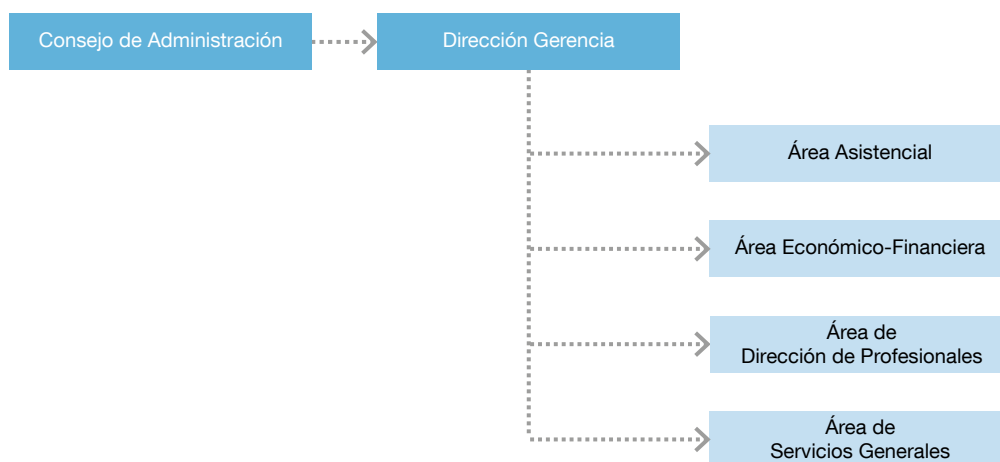 Consejo de Administración
Dirección Gerencia
Área Asistencial
Área Económico-Financiera
Área de
Dirección de Profesionales
Área de
Servicios Generales